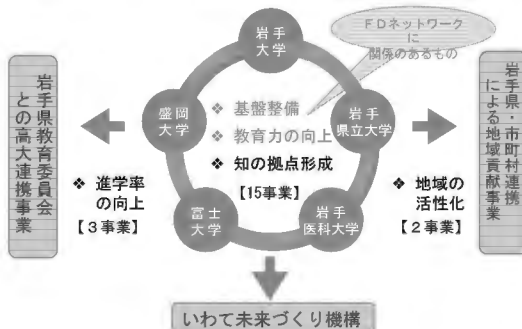 ＦＤネットワーク
に
関係のあるもの
岩手
大学
盛岡
大学
岩手
県立大学
富士
大学
岩手
医科大学
❖ 基盤整備
❖ 教育力の向上
❖ 知の拠点形成
【15事業】
岩手県教育委員会
との高大連携事業
❖ 進学率
の向上
【３事業】
岩手県・市町村連携
による地域貢献事業
❖ 地域の
活性化
【２事業】
いわて未来づくり機構